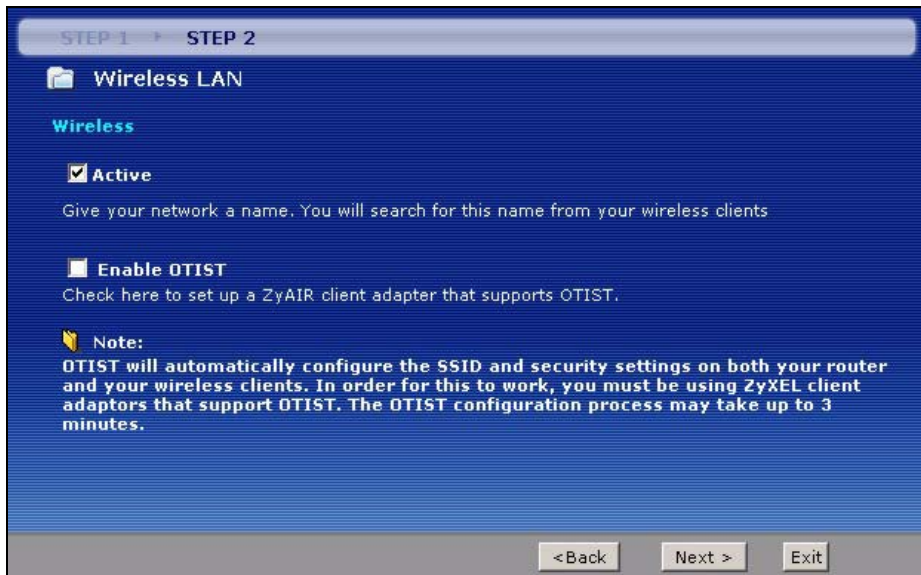 STEP 1 STEP 2
Wireless LAN
Wireless
Active
Give your network a name. You will search for this name from your wireless clients
Enable OTIST
Check here to set up a ZyAIR client adapter that supports OTIST.
Note:
OTIST will automatically configure the SSID and security settings on both your router
and your wireless clients. In order for this to work, you must be using ZyXEL client
adaptors that support OTIST. The OTIST configuration process may take up to 3
minutes.
<Back Next > Exit